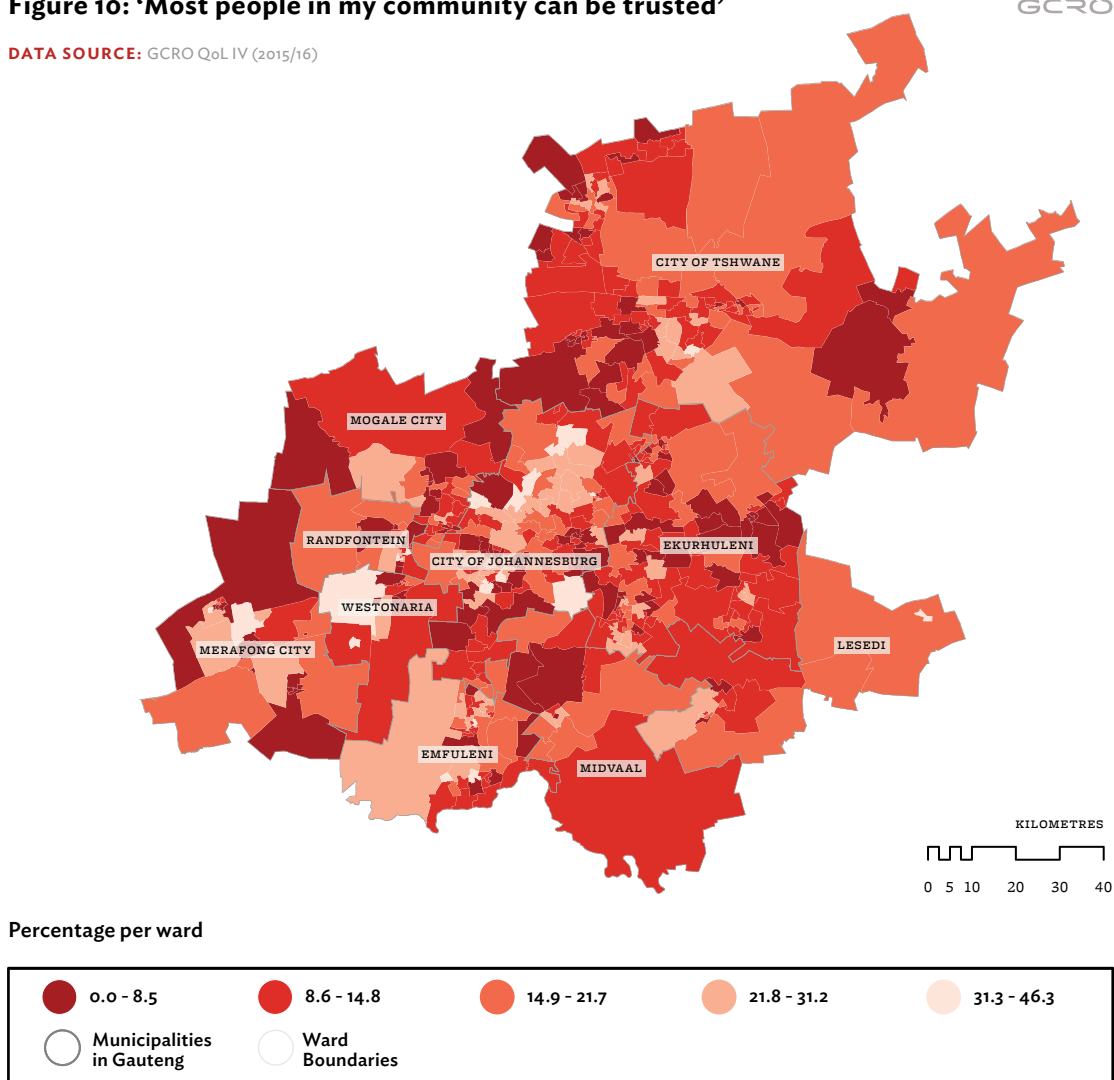 Figure 10: ‘Most people in my community can be trusted’
GCRO
DATA SOURCE: GCRO QoL IV (2015/16)
CITY OF TSHWANE
MOGALE CITY
RANDFONTEIN
EKURHULENI
CITY OF JOHANNESBURG
WESTONARIA
MERAFONG CITY
LESEDI
EMFULENI
MIDVAAL
KILOMETRES
0 5 10 20 30 40
Percentage per ward
0.0 - 8.5
8.6 - 14.8
14.9 - 21.7
21.8 - 31.2
31.3 - 46.3
Municipalities
in Gauteng
Ward
Boundaries